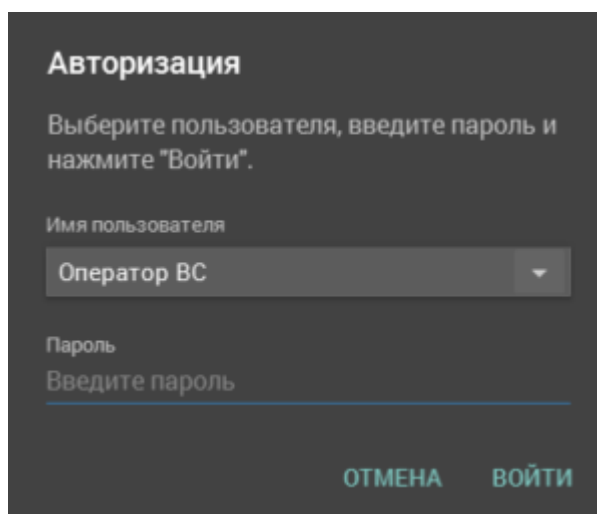 Авторизация
Выберите пользователя, введите пароль и
нажмите "Войти".
Имя пользователя
Оператор ВС
Пароль
Введите пароль
ОТМЕНА ВОЙТИ